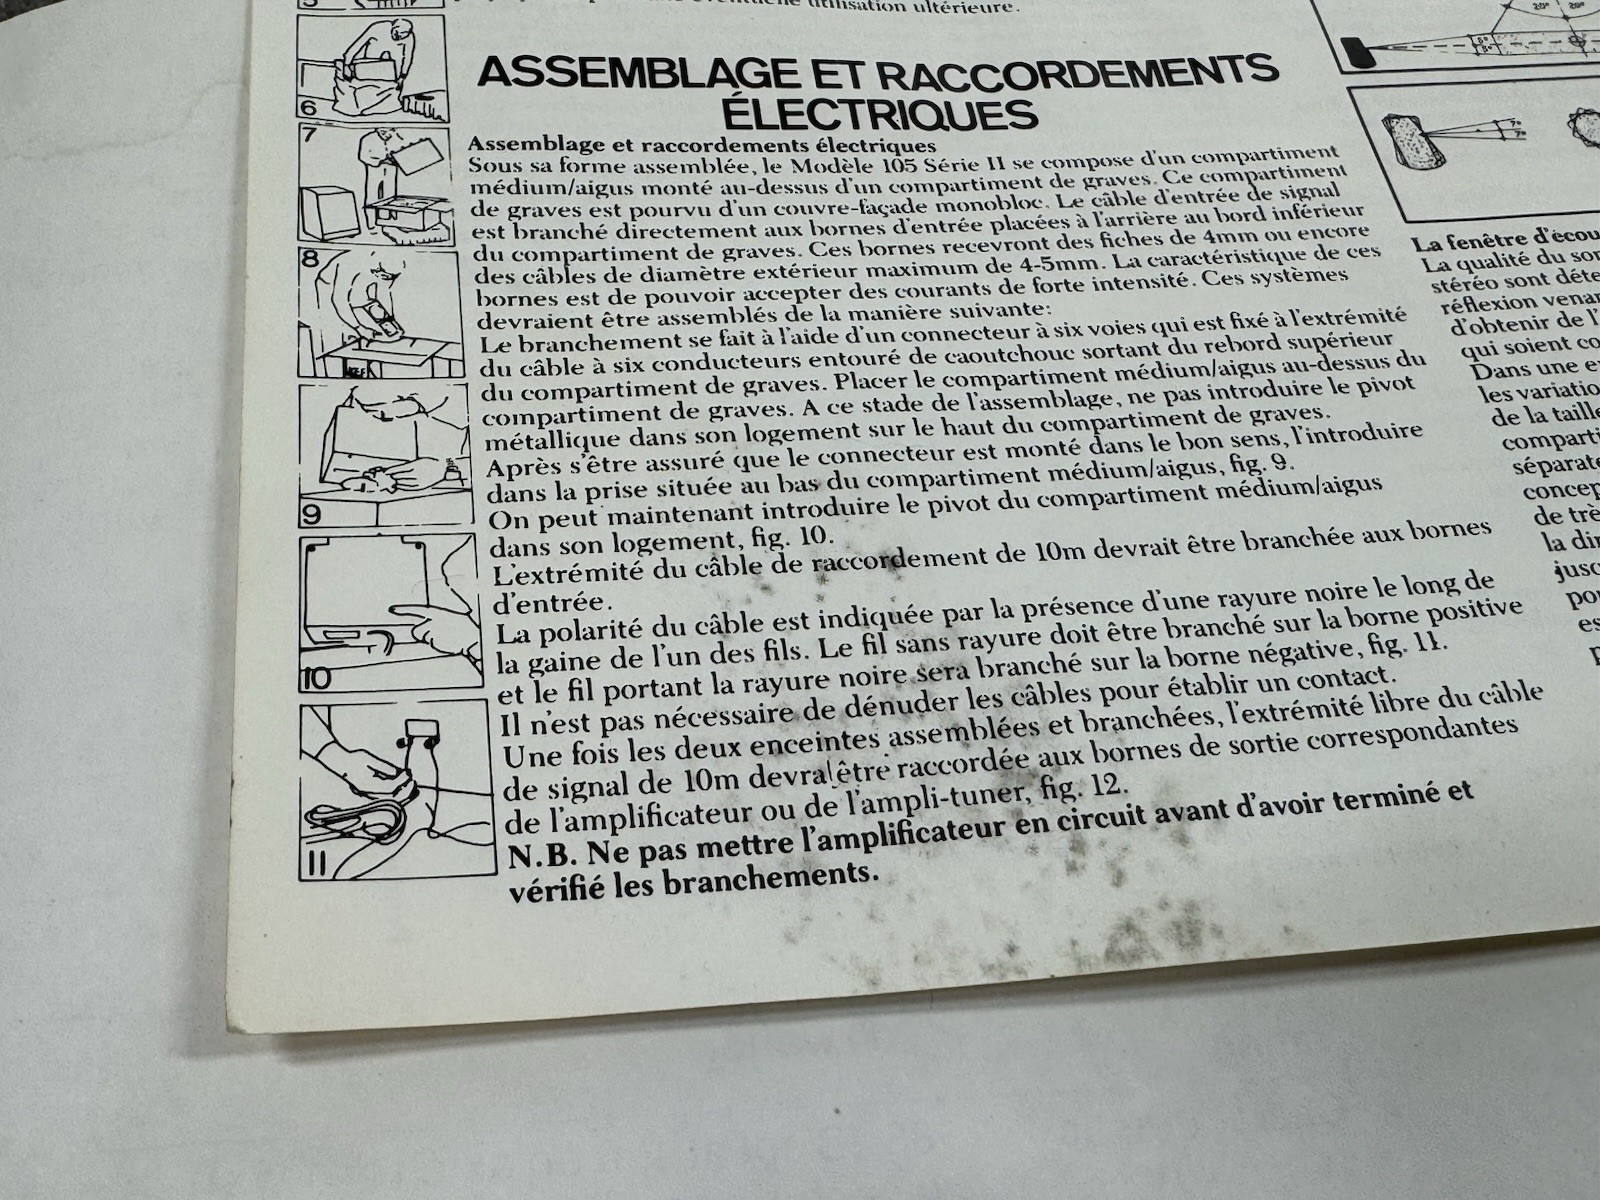 utilisation ultérieure.
6
7
8
9
10
11
ASSEMBLAGE ET RACCORDEMENTS
ÉLECTRIQUES
Assemblage et raccordements électriques
Sous sa forme assemblée, le Modèle 105 Série II se compose d'un compartiment
médium/aigus monté au-dessus d'un compartiment de graves. Ce compartiment
de graves est pourvu d'un couvre-façade monobloc. Le câble d'entrée de signal
est branché directement aux bornes d'entrée placées à l'arrière au bord inférieur
du compartiment de graves. Ces bornes recevront des fiches de 4mm ou encore
des câbles de diamètre extérieur maximum de 4-5mm. La caractéristique de ces
bornes est de pouvoir accepter des courants de forte intensité. Ces systèmes
devraient être assemblés de la manière suivante:
Le branchement se fait à l'aide d'un connecteur à six voies qui est fixé à l'extrémité
du câble à six conducteurs entouré de caoutchouc sortant du rebord supérieur
du compartiment de graves. Placer le compartiment médium/aigus au-dessus du
compartiment de graves. A ce stade de l'assemblage, ne pas introduire le pivot
métallique dans son logement sur le haut du compartiment de graves.
Après s'être assuré que le connecteur est monté dans le bon sens, l'introduire
dans la prise située au bas du compartiment médium/aigus, fig. 9.
On peut maintenant introduire le pivot du compartiment médium/aigus
dans son logement, fig. 10.
L'extrémité du câble de raccordement de 10m devrait être branchée aux bornes
d'entrée.
La polarité du câble est indiquée par la présence d'une rayure noire le long de
la gaine de l'un des fils. Le fil sans rayure doit être branché sur la borne positive
et le fil portant la rayure noire sera branché sur la borne négative, fig. 11.
Il n'est pas nécessaire de dénuder les câbles pour établir un contact.
Une fois les deux enceintes assemblées et branchées, l'extrémité libre du câble
de signal de 10m devra être raccordée aux bornes de sortie correspondantes
de l'amplificateur ou de l'ampli-tuner, fig. 12.
N.B. Ne pas mettre l'amplificateur en circuit avant d'avoir terminé et
vérifié les branchements.
20° 20°
7°
7°
La fenêtre d'écou
La qualité du son
stéréo sont déte
réflexion venan
d'obtenir de l'
qui soient co
Dans une e
les variatio
de la taille
comparti
séparate
concep
de trè
la dir
jusq
po
es